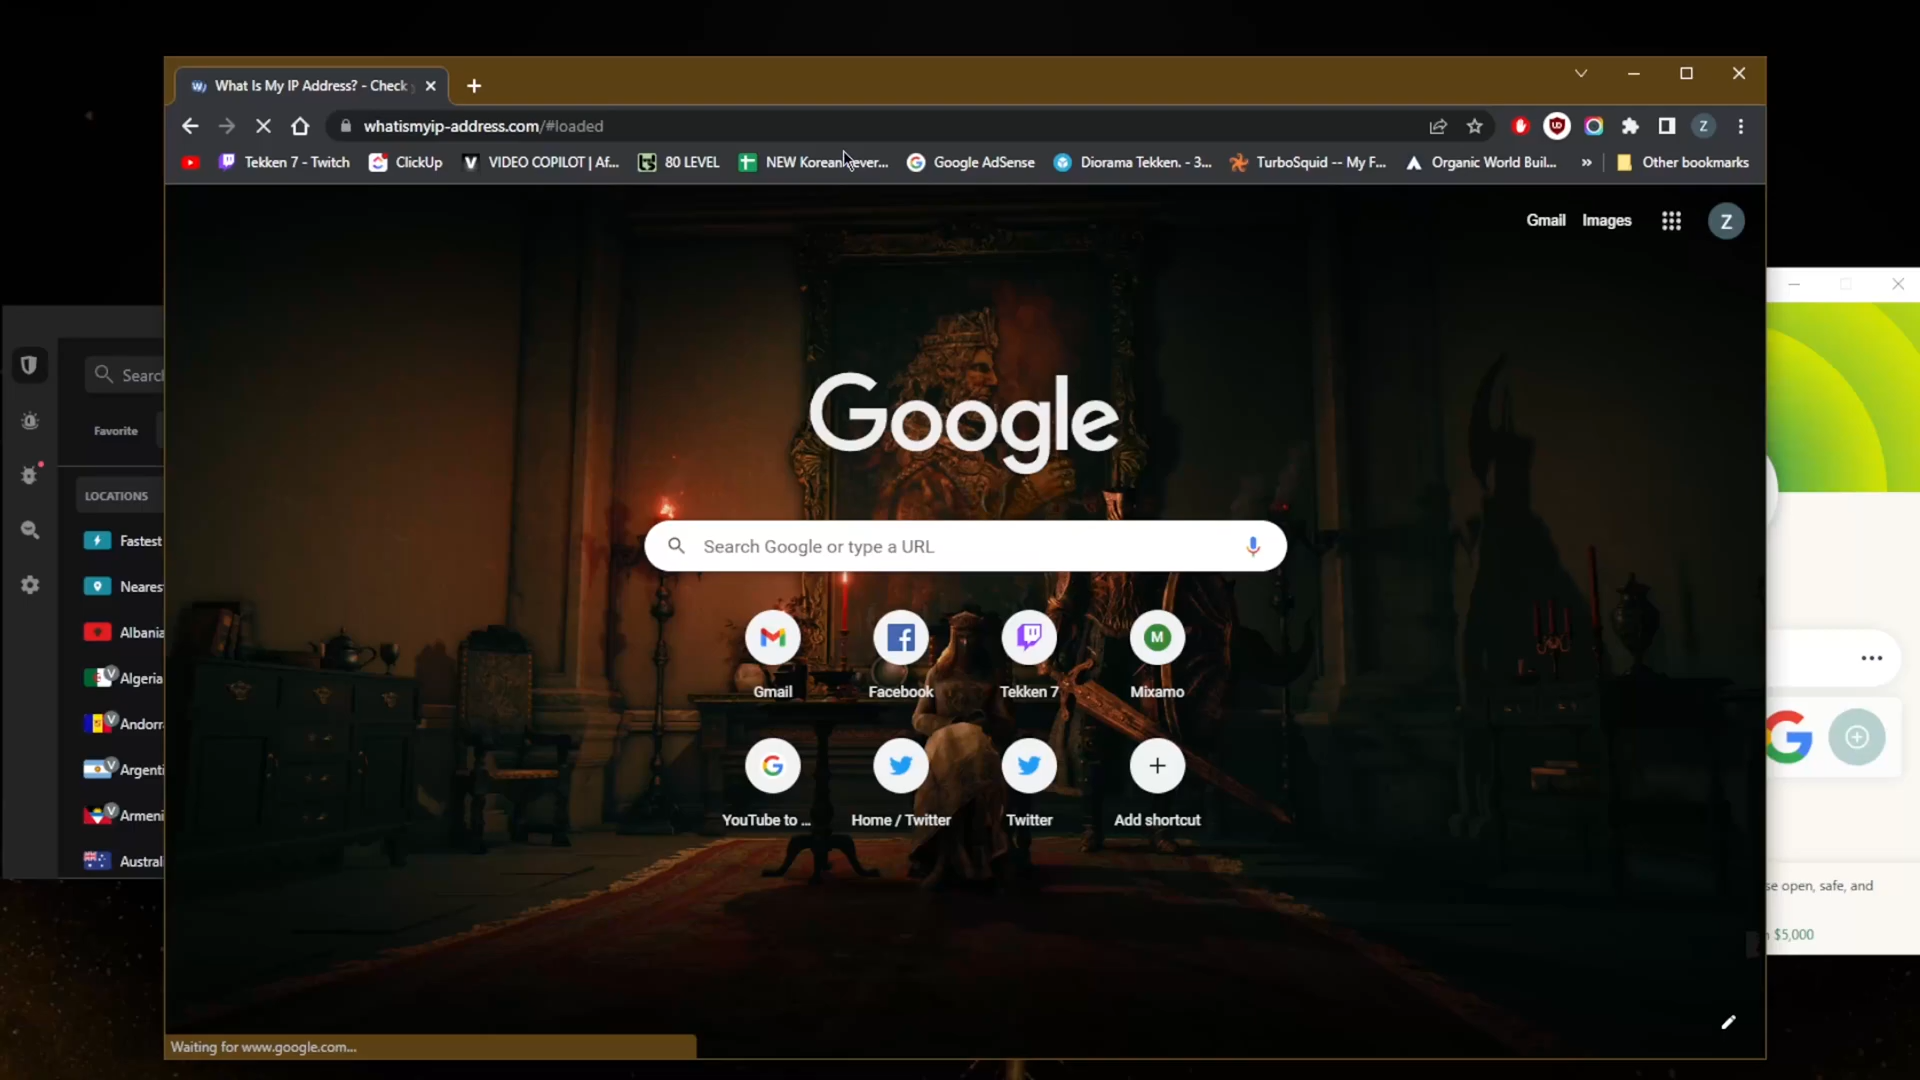 What Is My IP Address? - Check
whatismyip-address.com/#loaded
Z
Tekken 7 - Twitch
ClickUp
VIDEO COPILOT | Af...
80 LEVEL
NEW Korean
ever...
Google AdSense
Diorama Tekken. - 3...
TurboSquid -- My F...
Organic World Buil...
»
Other bookmarks
Gmail
Images
Z
Google
Search Google or type a URL
Gmail
Facebook
Tekken 7
M
Mixamo
YouTube to ...
Home / Twitter
Twitter
Add shortcut
Waiting for www.google.com...
Search
Favorite
LOCATIONS
Fastest
Neares
Albania
Algeria
Andorr
Argenti
Armeni
Austral
se open, safe, and
$5,000